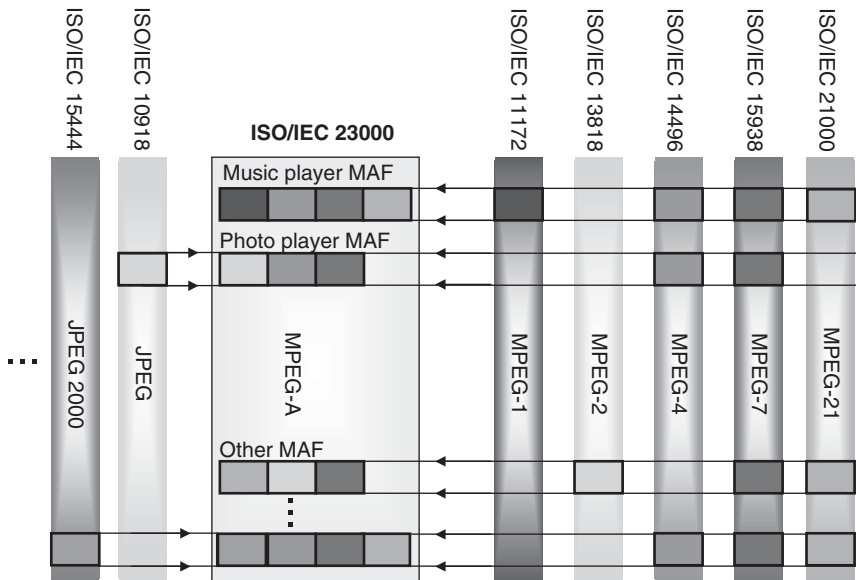 ISO/IEC 15444
ISO/IEC 10918
ISO/IEC 23000
ISO/IEC 11172
ISO/IEC 13818
ISO/IEC 14496
ISO/IEC 15938
ISO/IEC 21000
Music player MAF
Photo player MAF
...
JPEG 2000
JPEG
MPEG-A
MPEG-1
MPEG-2
MPEG-4
MPEG-7
MPEG-21
Other MAF
...